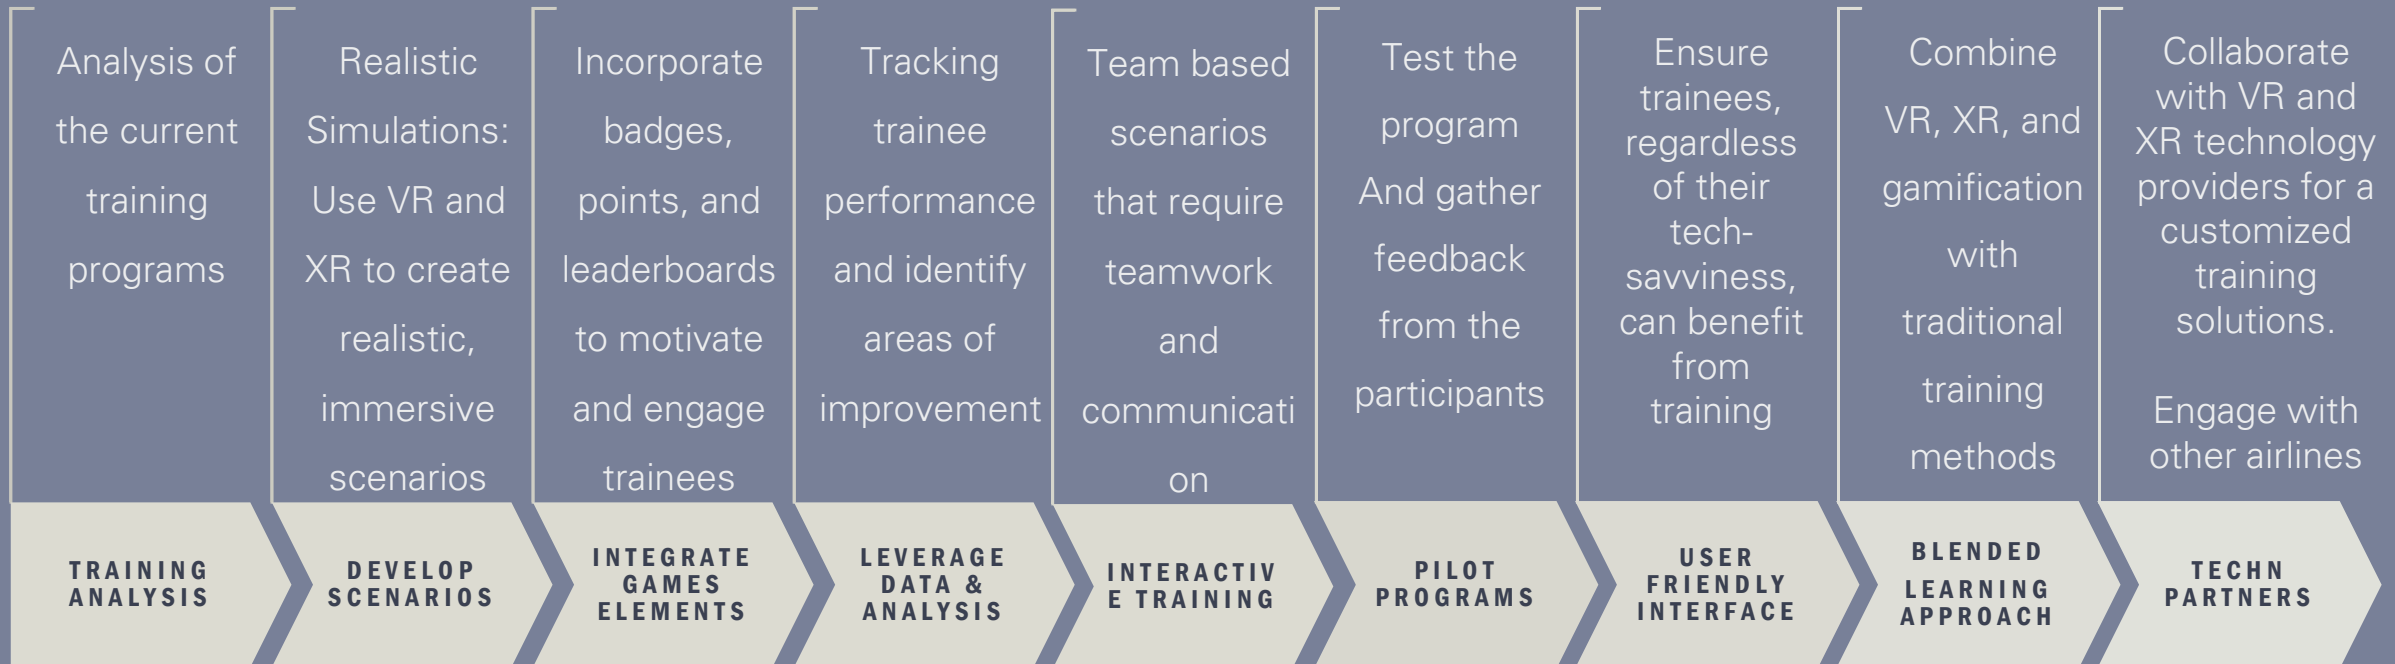 Analysis of
the current
training
programs
TRAINING
ANALYSIS
Realistic
Simulations:
Use VR and
XR to create
realistic,
immersive
scenarios
DEVELOP
SCENARIOS
Incorporate
badges,
points, and
leaderboards
to motivate
and engage
trainees
INTEGRATE
GAMES
ELEMENTS
Tracking
trainee
performance
and identify
areas of
improvement
LEVERAGE
DATA &
ANALYSIS
Team based
scenarios
that require
teamwork
and
communicati
on
INTERACTIV
E TRAINING
Test the
program
And gather
feedback
from the
participants
PILOT
PROGRAMS
Ensure
trainees,
regardless
of their
tech-
savviness,
can benefit
from
training
USER
FRIENDLY
INTERFACE
Combine
VR, XR, and
gamification
with
traditional
training
methods
BLENDED
LEARNING
APPROACH
Collaborate
with VR and
XR technology
providers for a
customized
training
solutions.
Engage with
other airlines
TECHN
PARTNERS